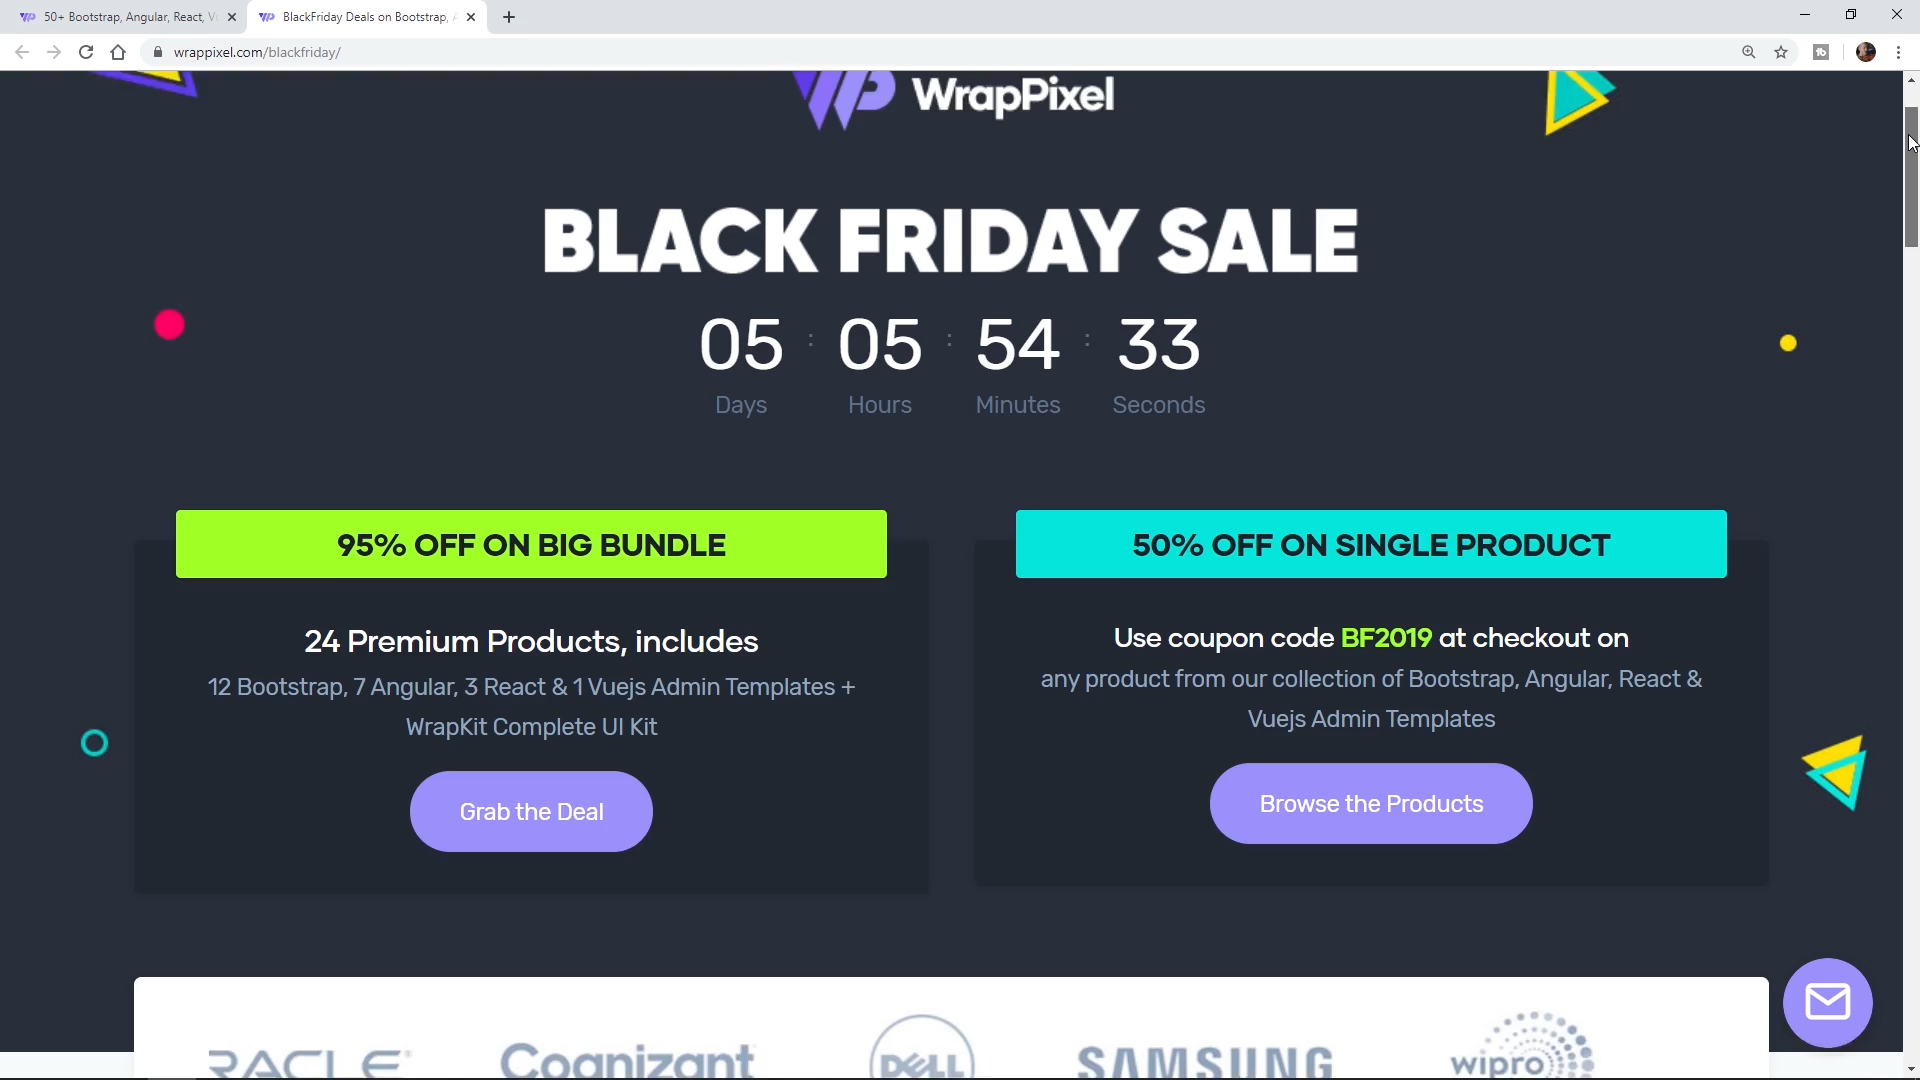 50+ Bootstrap, Angular, React, V
BlackFriday Deals on Bootstrap,
wrappixel.com/blackfriday/
WrapPixel
BLACK FRIDAY SALE
05 : 05 : 54 : 33
Days Hours Minutes Seconds
95% OFF ON BIG BUNDLE
24 Premium Products, includes
12 Bootstrap, 7 Angular, 3 React & 1 Vuejs Admin Templates +
WrapKit Complete UI Kit
Grab the Deal
50% OFF ON SINGLE PRODUCT
Use coupon code BF2019 at checkout on
any product from our collection of Bootstrap, Angular, React &
Vuejs Admin Templates
Browse the Products
RACLE Cognizant DELL SAMSUNG wipro